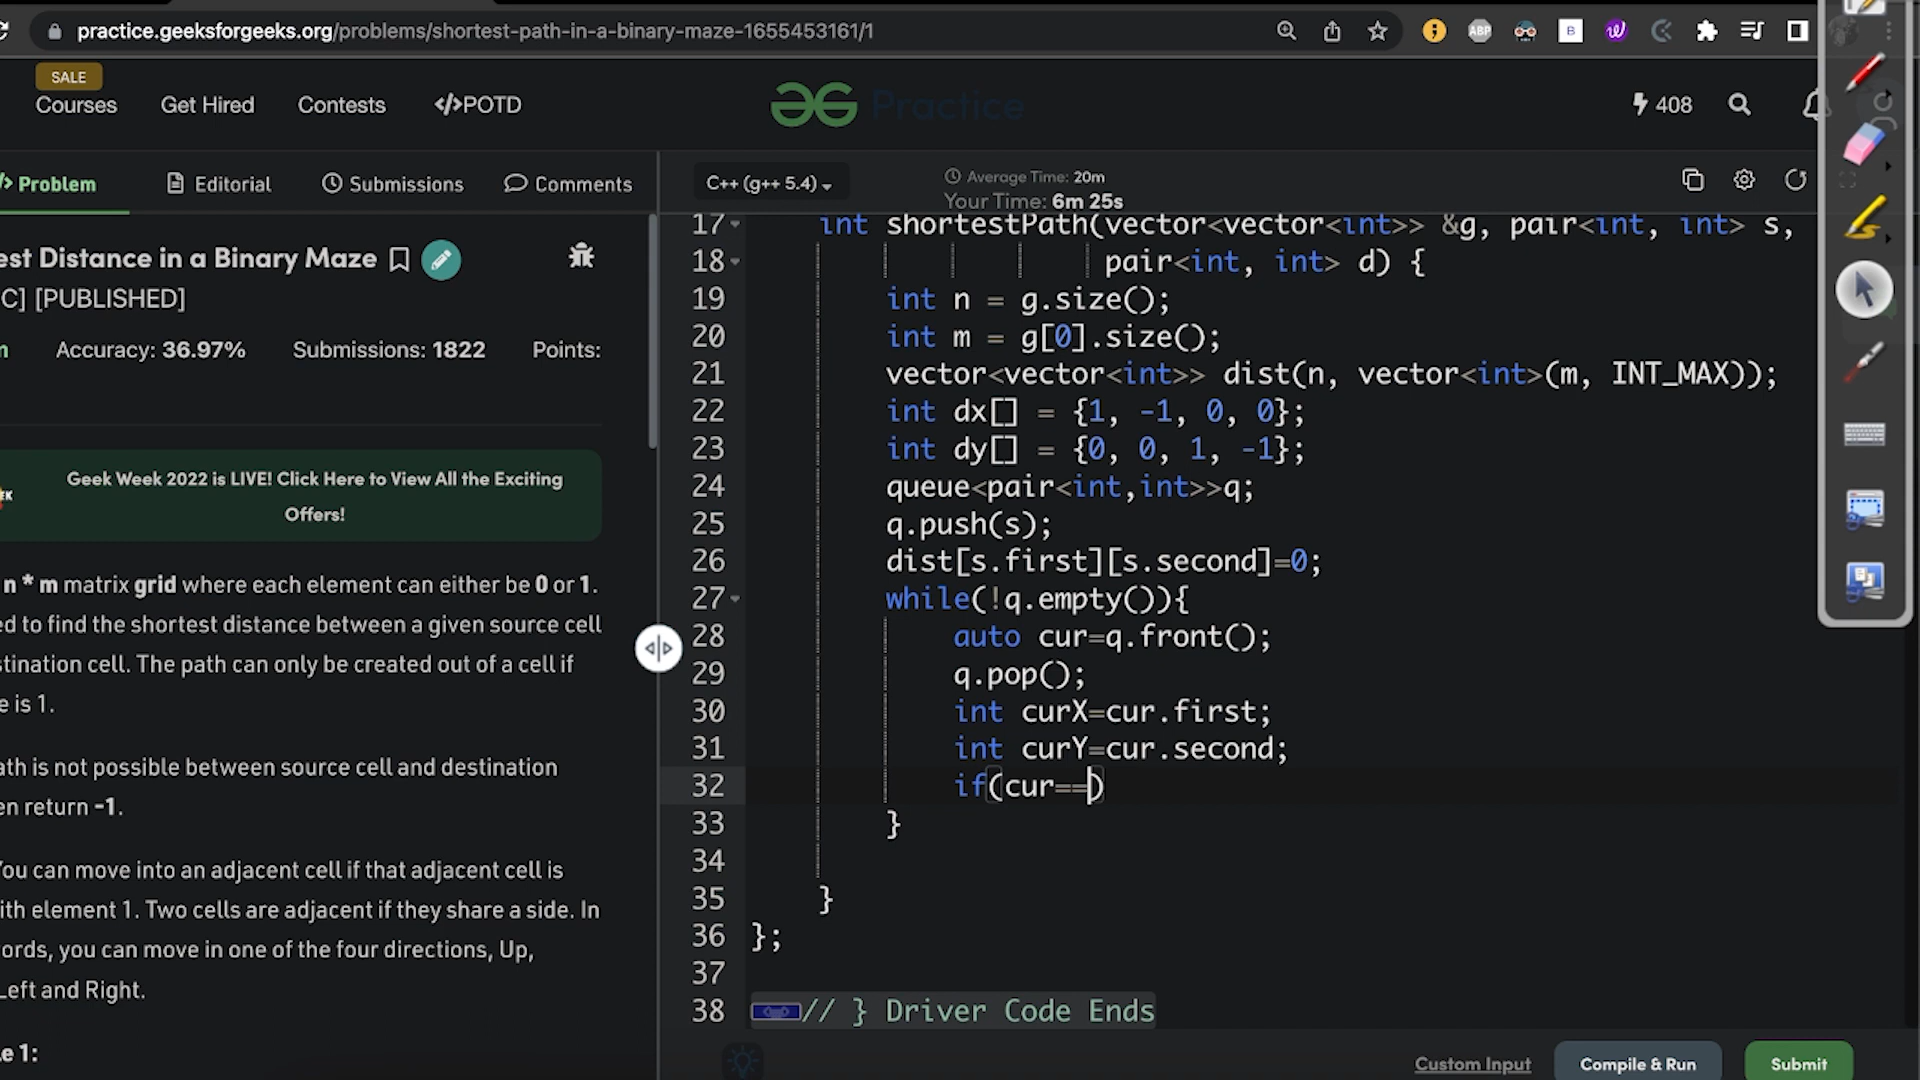 practice.geeksforgeeks.org/problems/shortest-path-in-a-binary-maze-1655453161/1
ABP
B
SALE
Courses
Get Hired
Contests
</>POTD
Practice
408
Problem
Editorial
Submissions
Comments
C++ (g++ 5.4)
Average Time: 20m
Your Time: 6m 25s
est Distance in a Binary Maze
C] [PUBLISHED]
Accuracy: 36.97%
Submissions: 1822
Points:
Geek Week 2022 is LIVE! Click Here to View All the Exciting
Offers!
n * m matrix grid where each element can either be 0 or 1.
ed to find the shortest distance between a given source cell
stination cell. The path can only be created out of a cell if
e is 1.
ath is not possible between source cell and destination
en return -1.
You can move into an adjacent cell if that adjacent cell is
ith element 1. Two cells are adjacent if they share a side. In
ords, you can move in one of the four directions, Up,
Left and Right.
le 1:
17 int shortestPath(vector<vector<int>> &g, pair<int, int> s,
18 pair<int, int> d) {
19 int n = g.size();
20 int m = g[0].size();
21 vector<vector<int>> dist(n, vector<int>(m, INT_MAX));
22 int dx[] = {1, -1, 0, 0};
23 int dy[] = {0, 0, 1, -1};
24 queue<pair<int,int>>q;
25 q.push(s);
26 dist[s.first][s.second]=0;
27 while(!q.empty()){
28 auto cur=q.front();
29 q.pop();
30 int curX=cur.first;
31 int curY=cur.second;
32 if(cur==)
33 }
34
35 }
36 };
37
38 // } Driver Code Ends
Custom Input
Compile & Run
Submit